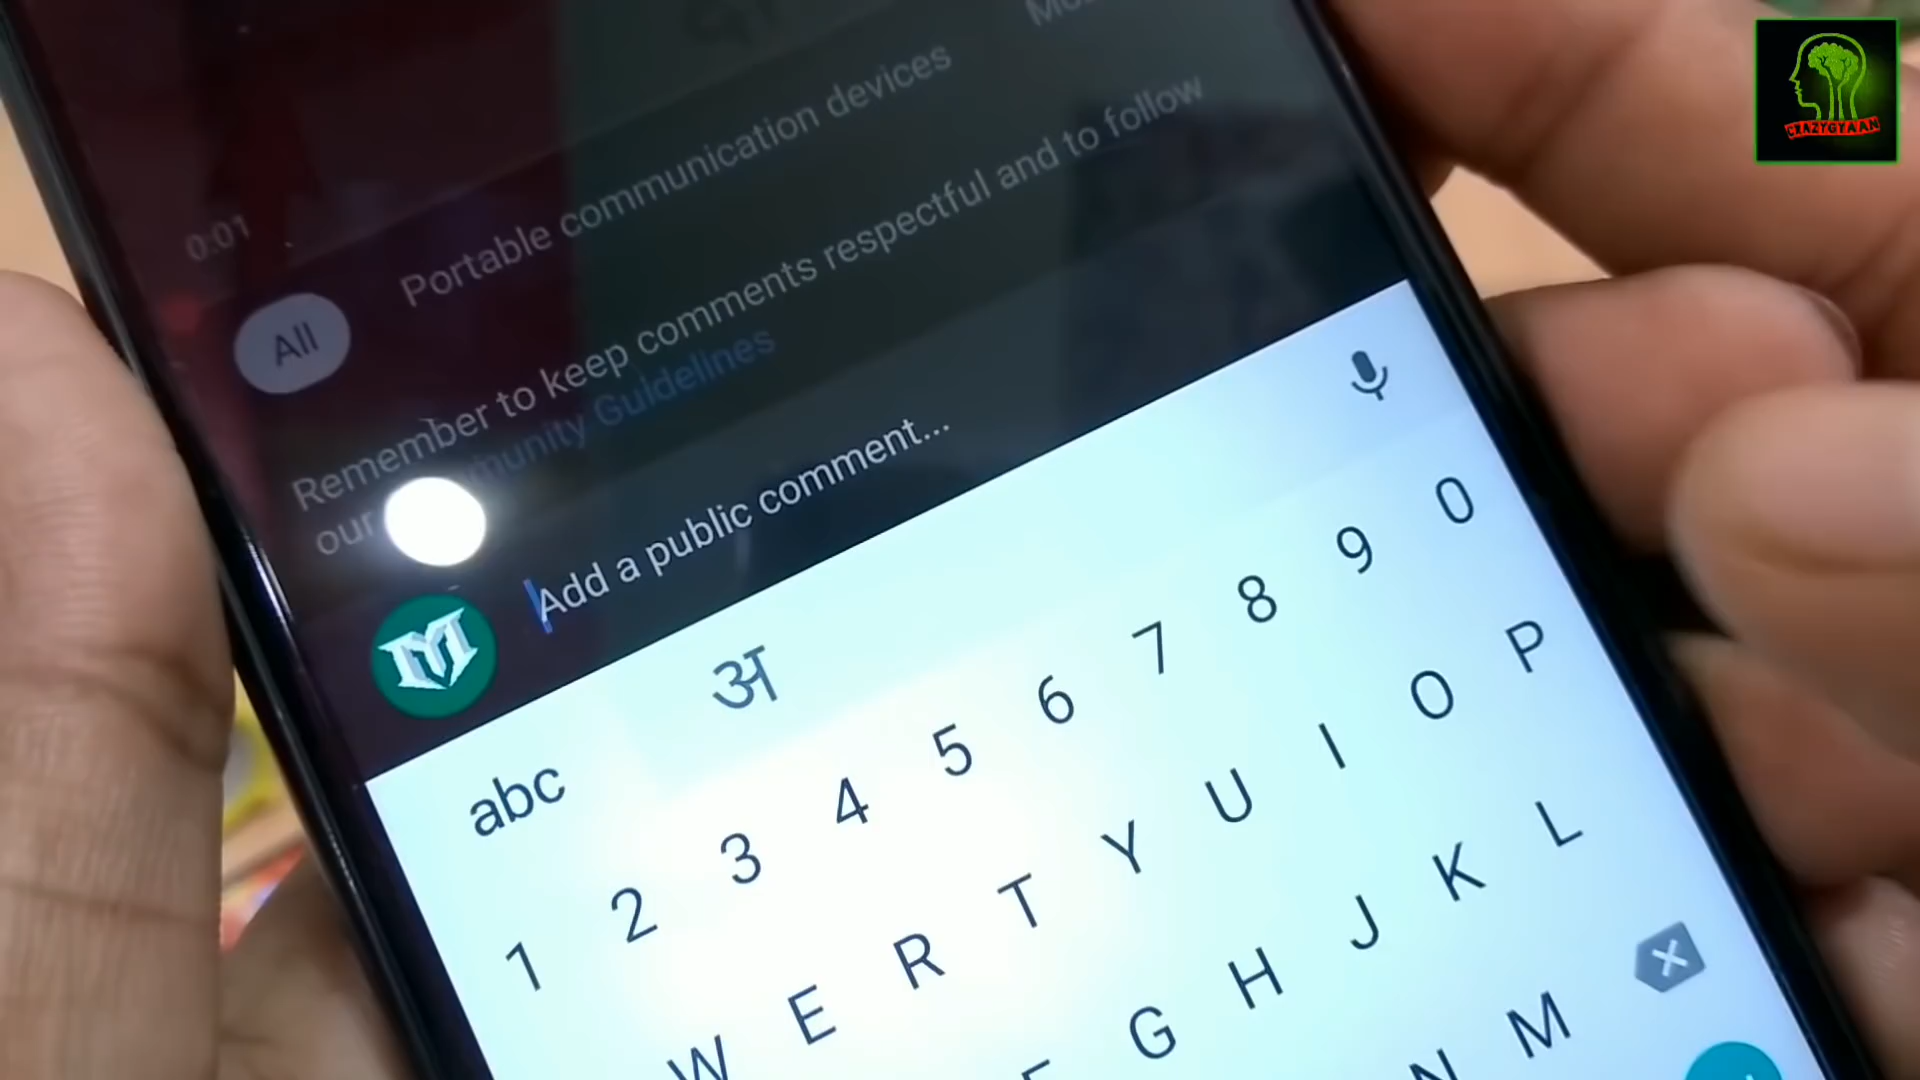 CRAZYGYAAN
0:01
All
Portable communication devices
Remember to keep comments respectful and to follow
our Community Guidelines
Add a public comment...
abc अ
1 2 3 4 5 6 7 8 9 0
W E R T Y U I O P
G H J K L
N M